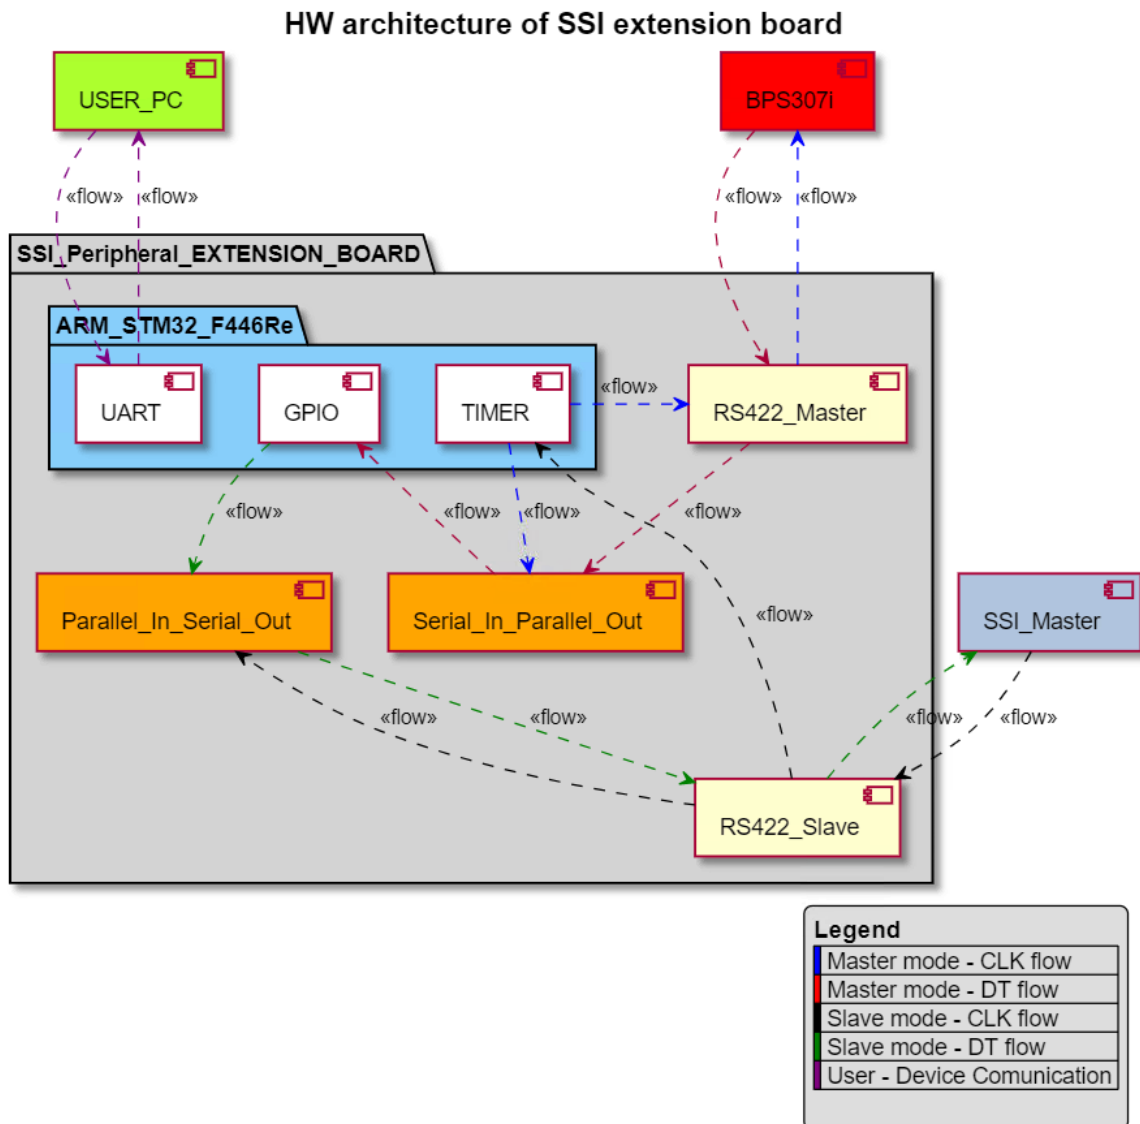 HW architecture of SSI extension board
USER_PC
BPS307i
«flow»
«flow»
«flow»
«flow»
SSI_Peripheral_EXTENSION_BOARD
ARM_STM32_F446Re
UART
GPIO
TIMER
«flow»
RS422_Master
«flow»
«flow»
«flow»
«flow»
Parallel_In_Serial_Out
Serial_In_Parallel_Out
«flow»
SSI_Master
«flow»
«flow»
«flow»
«flow»
RS422_Slave
Legend
Master mode - CLK flow
Master mode - DT flow
Slave mode - CLK flow
Slave mode - DT flow
User - Device Comunication